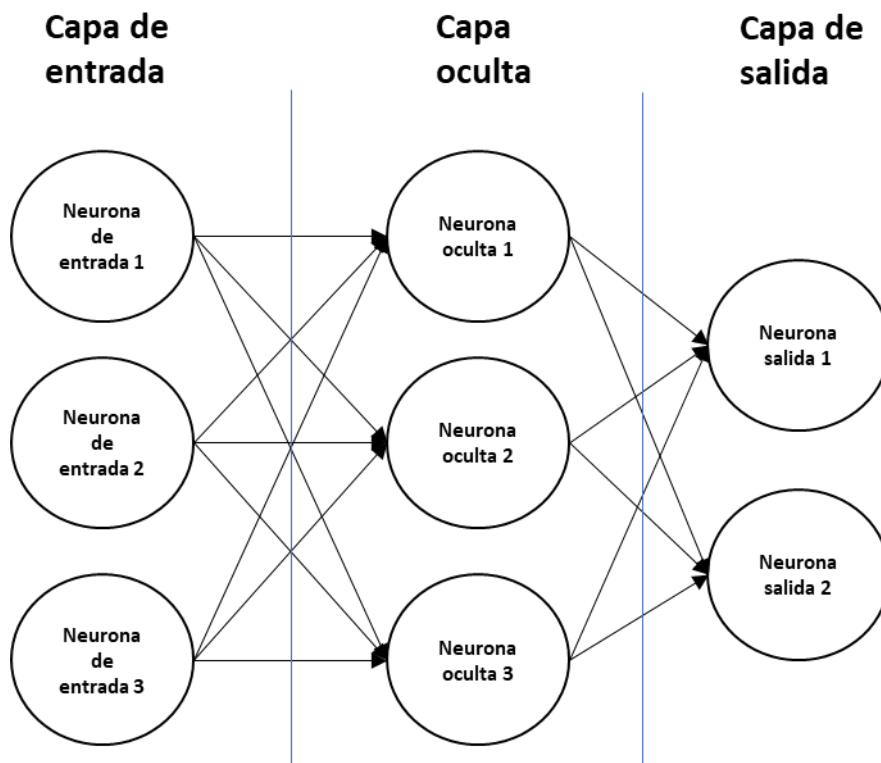 Capa de
entrada
Capa
oculta
Capa de
salida
Neurona
de
entrada 1
Neurona
de
entrada 2
Neurona
de
entrada 3
Neurona
oculta 1
Neurona
oculta 2
Neurona
oculta 3
Neurona
salida 1
Neurona
salida 2